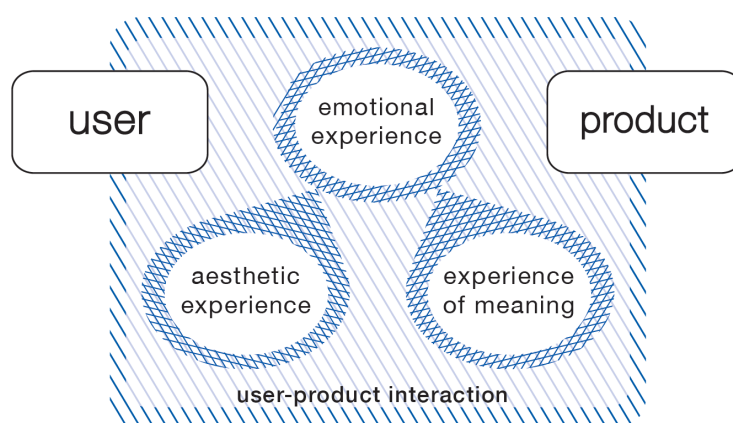 user
emotional
experience
product
aesthetic
experience
experience
of meaning
user-product interaction